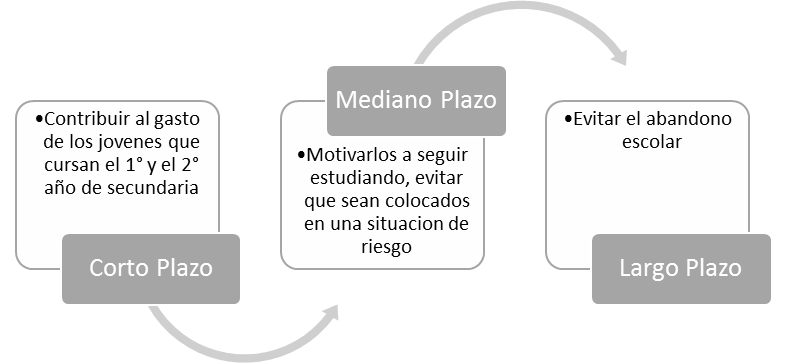 •Contribuir al gasto
de los jovenes que
cursan el 1° y el 2°
año de secundaria
Corto Plazo
Mediano Plazo
•Motivarlos a seguir
estudiando, evitar
que sean colocados
en una situacion de
riesgo
•Evitar el abandono
escolar
Largo Plazo